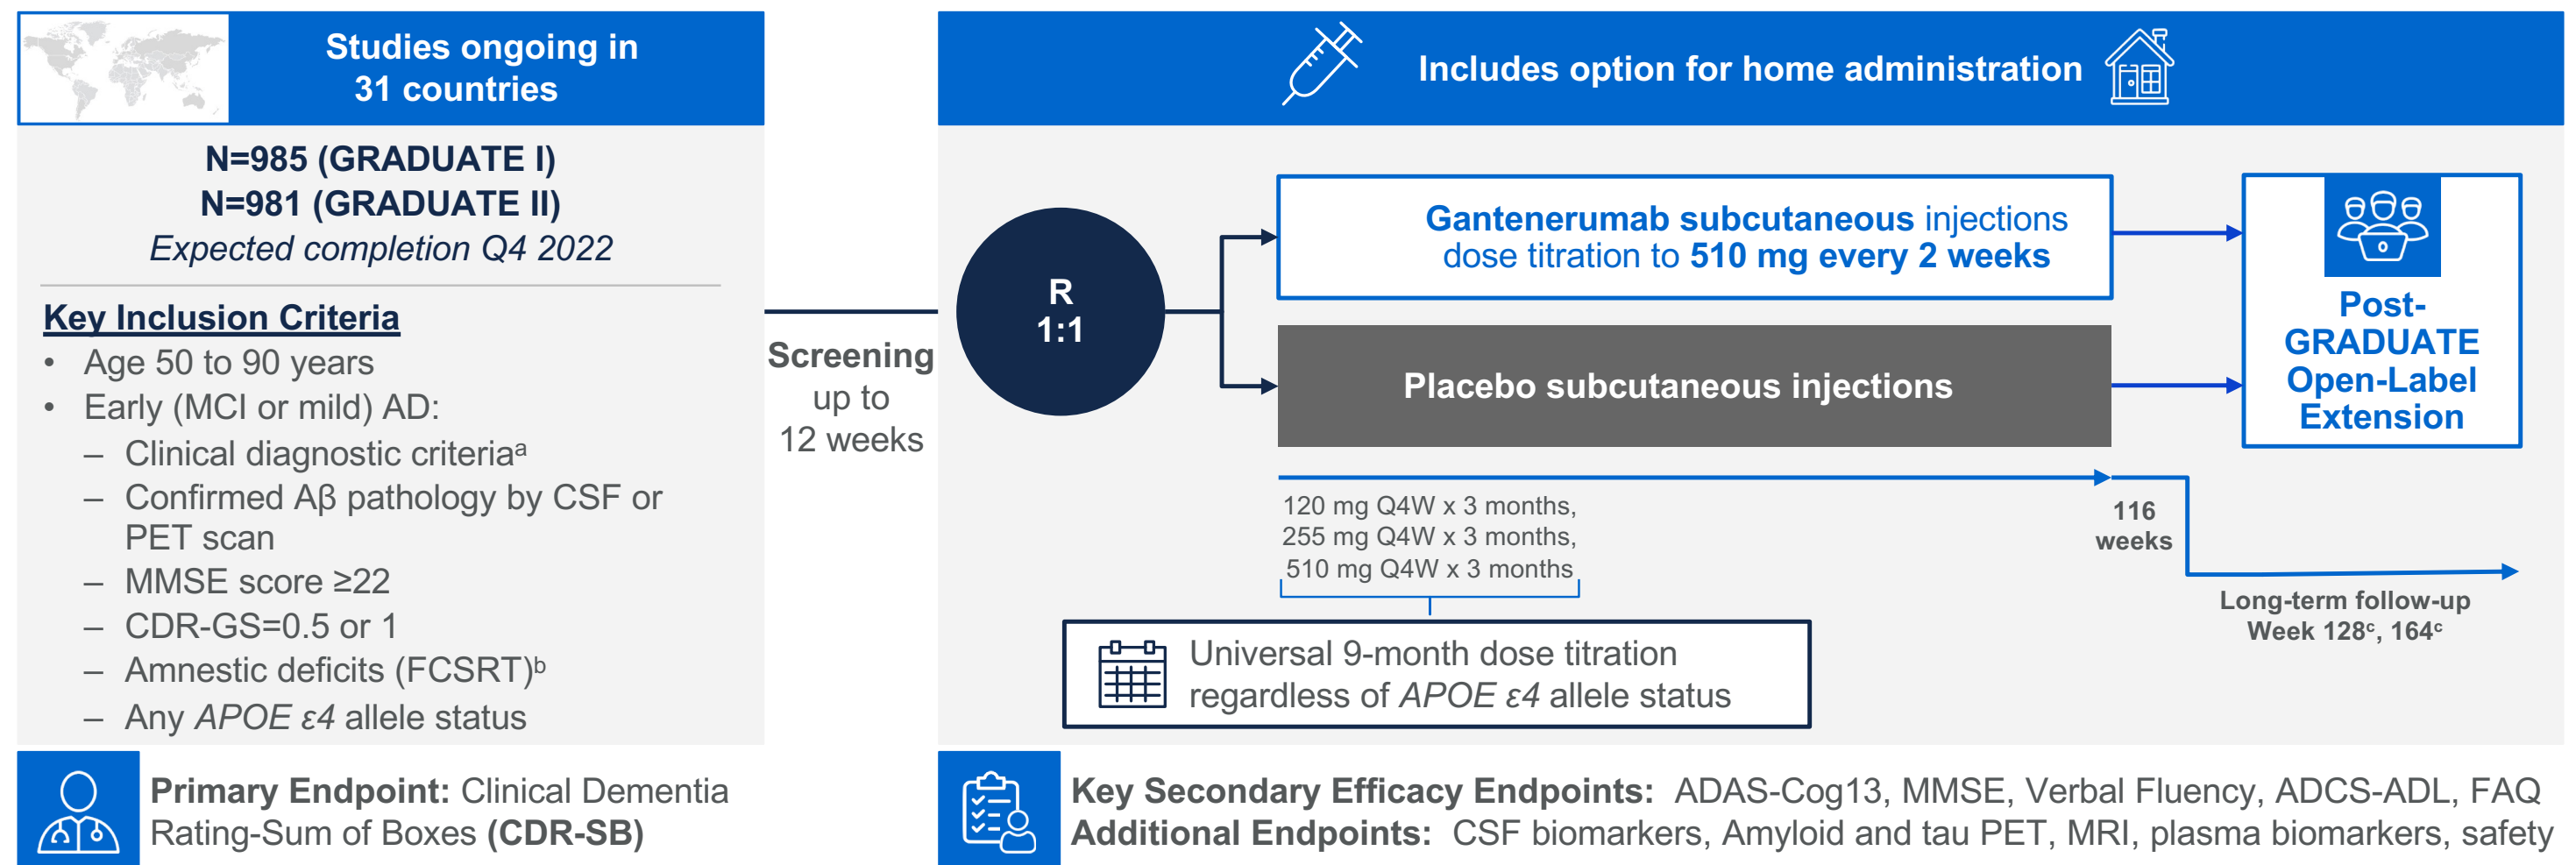 Studies ongoing in
31 countries
N=985 (GRADUATE I)
N=981 (GRADUATE II)
Expected completion Q4 2022
Key Inclusion Criteria
• Age 50 to 90 years
• Early (MCI or mild) AD:
– Clinical diagnostic criteriaᵃ
– Confirmed Aβ pathology by CSF or
PET scan
– MMSE score ≥22
– CDR-GS=0.5 or 1
– Amnestic deficits (FCSRT)ᵇ
– Any APOE ε4 allele status
Screening
up to
12 weeks
Includes option for home administration
R
1:1
Gantenerumab subcutaneous injections
dose titration to 510 mg every 2 weeks
Placebo subcutaneous injections
Post-
GRADUATE
Open-Label
Extension
120 mg Q4W x 3 months,
255 mg Q4W x 3 months,
510 mg Q4W x 3 months
116
weeks
Long-term follow-up
Week 128ᶜ, 164ᶜ
Universal 9-month dose titration
regardless of APOE ε4 allele status
Primary Endpoint: Clinical Dementia
Rating-Sum of Boxes (CDR-SB)
Key Secondary Efficacy Endpoints: ADAS-Cog13, MMSE, Verbal Fluency, ADCS-ADL, FAQ
Additional Endpoints: CSF biomarkers, Amyloid and tau PET, MRI, plasma biomarkers, safety